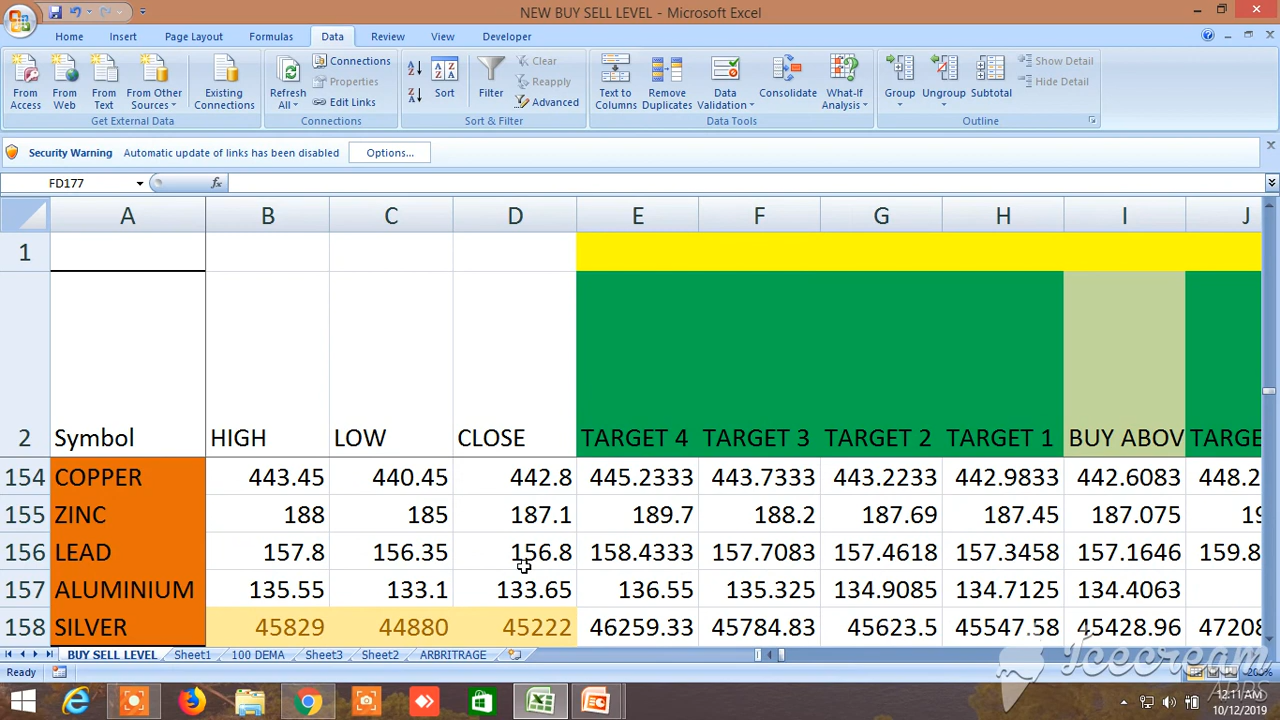 NEW BUY SELL LEVEL - Microsoft Excel
Home Insert Page Layout Formulas Data Review View Developer
From Access
From Web
From Text
From Other Sources
Existing Connections
Get External Data
Refresh All
Connections
Properties
Edit Links
Connections
Sort
Filter
Clear
Reapply
Advanced
Sort & Filter
Text to Columns
Remove Duplicates
Data Validation
Consolidate
What-If Analysis
Data Tools
Group
Ungroup
Subtotal
Show Detail
Hide Detail
Outline
Security Warning Automatic update of links has been disabled Options...
FD177 fx
A B C D E F G H I J
1
2 Symbol HIGH LOW CLOSE TARGET 4 TARGET 3 TARGET 2 TARGET 1 BUY ABOV TARGE
154 COPPER 443.45 440.45 442.8 445.2333 443.7333 443.2233 442.9833 442.6083 448.2
155 ZINC 188 185 187.1 189.7 188.2 187.69 187.45 187.075 19
156 LEAD 157.8 156.35 156.8 158.4333 157.7083 157.4618 157.3458 157.1646 159.8
157 ALUMINIUM 135.55 133.1 133.65 136.55 135.325 134.9085 134.7125 134.4063
158 SILVER 45829 44880 45222 46259.33 45784.83 45623.5 45547.58 45428.96 47208
BUY SELL LEVEL Sheet1 100 DEMA Sheet3 Sheet2 ARBRITRAGE
Ready 200%
Icecream
APPS
12:11 AM
10/12/2019